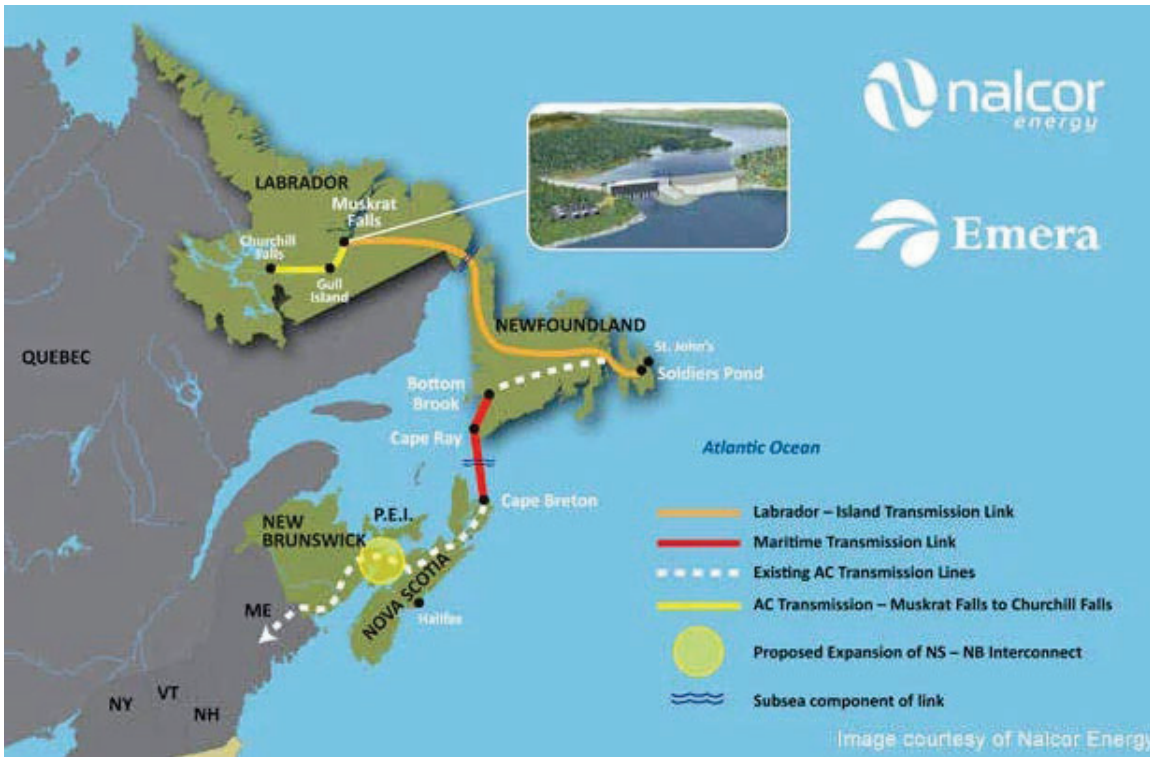 nalcor
energy
Emera
LABRADOR
Muskrat
Falls
Churchill
Falls
Gull
Island
QUEBEC
NEWFOUNDLAND
St. John's
Soldiers Pond
Bottom
Brook
Cape Ray
Atlantic Ocean
Cape Breton
P.E.I.
NEW
BRUNSWICK
NOVA SCOTIA
Halifax
ME
NY
VT
NH
Labrador – Island Transmission Link
Maritime Transmission Link
Existing AC Transmission Lines
AC Transmission – Muskrat Falls to Churchill Falls
Proposed Expansion of NS – NB Interconnect
Subsea component of link
Image courtesy of Nalcor Energy